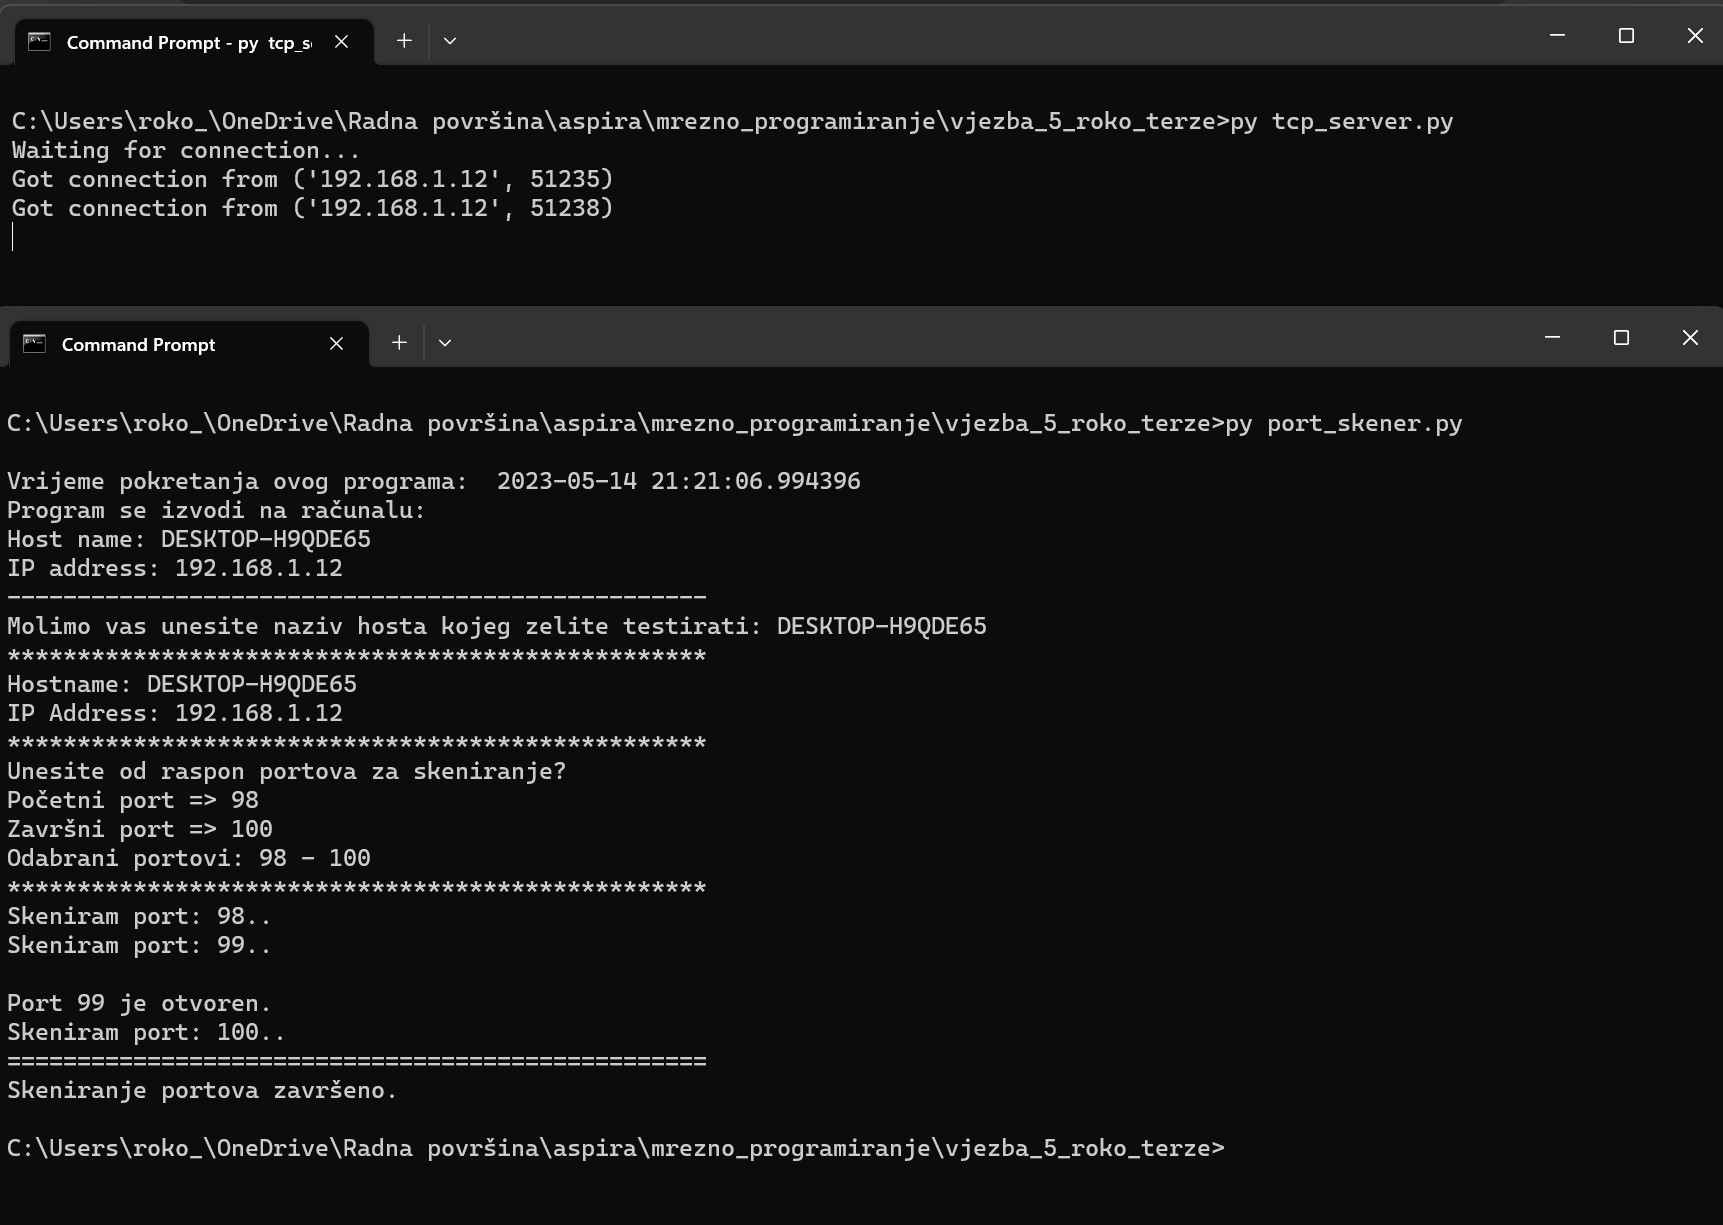 Command Prompt - py  tcp_s
C:\Users\roko_\OneDrive\Radna površina\aspira\mrezno_programiranje\vjezba_5_roko_terze>py tcp_server.py
Waiting for connection...
Got connection from ('192.168.1.12', 51235)
Got connection from ('192.168.1.12', 51238)
Command Prompt
C:\Users\roko_\OneDrive\Radna površina\aspira\mrezno_programiranje\vjezba_5_roko_terze>py port_skener.py
Vrijeme pokretanja ovog programa:  2023-05-14 21:21:06.994396
Program se izvodi na računalu:
Host name: DESKTOP-H9QDE65
IP address: 192.168.1.12
--------------------------------------------------
Molimo vas unesite naziv hosta kojeg zelite testirati: DESKTOP-H9QDE65
**************************************************
Hostname: DESKTOP-H9QDE65
IP Address: 192.168.1.12
**************************************************
Unesite od raspon portova za skeniranje?
Početni port => 98
Završni port => 100
Odabrani portovi: 98 - 100
**************************************************
Skeniram port: 98..
Skeniram port: 99..
Port 99 je otvoren.
Skeniram port: 100..
==================================================
Skeniranje portova završeno.
C:\Users\roko_\OneDrive\Radna površina\aspira\mrezno_programiranje\vjezba_5_roko_terze>